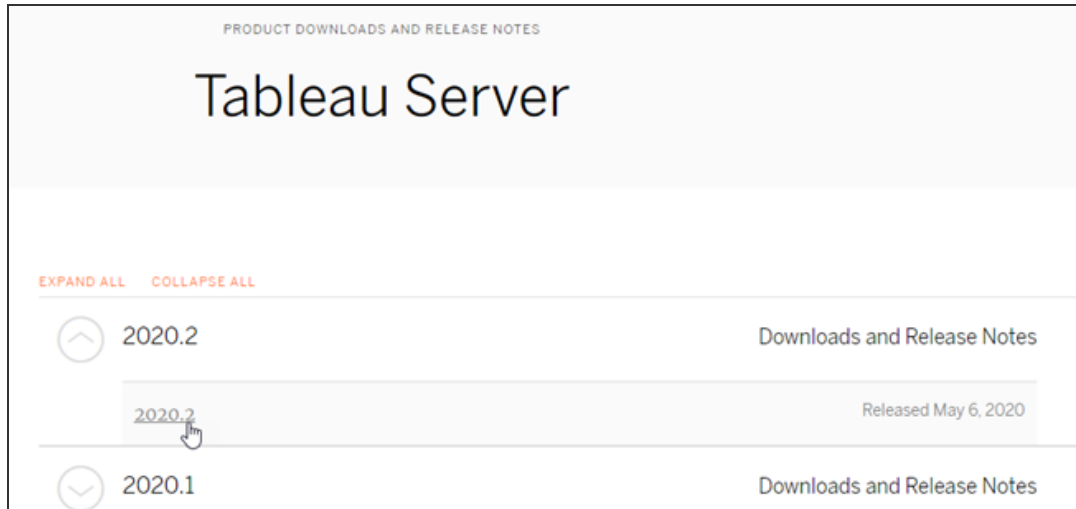 PRODUCT DOWNLOADS AND RELEASE NOTES
Tableau Server
EXPAND ALL COLLAPSE ALL
2020.2 Downloads and Release Notes
2020.2 Released May 6, 2020
2020.1 Downloads and Release Notes